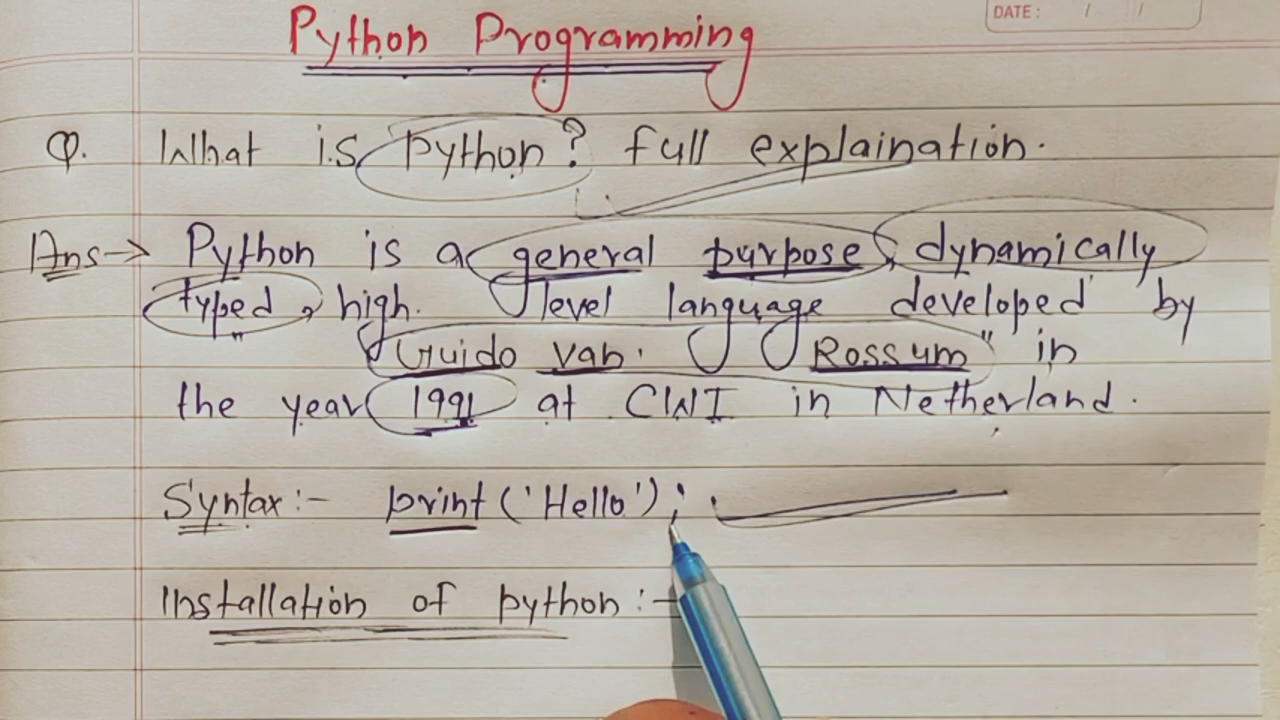 DATE: / /
Python Programming
Q. What is python? full explaination.
Ans→ Python is a general purpose, dynamically
typed, high. level language developed by
"Guido van. Rossum" in
the year 1991 at CWI in Netherland.
Syntax:- print('Hello');
Installation of python:-